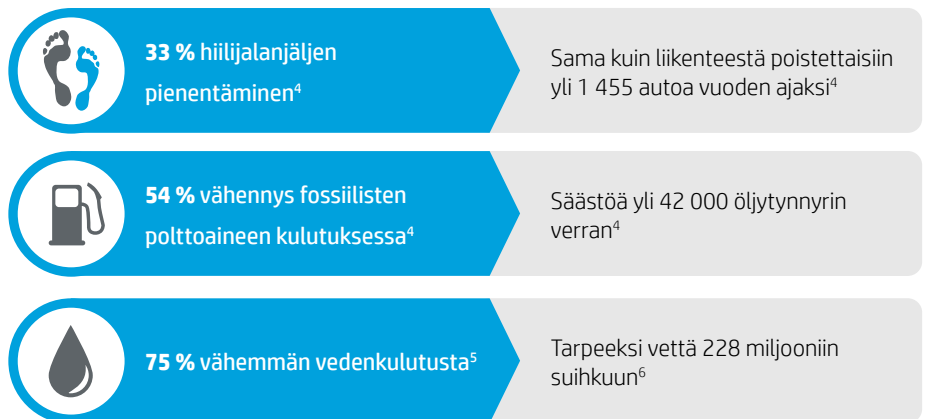 33 % hiilijalanjäljen
pienentäminen⁴
Sama kuin liikenteestä poistettaisiin
yli 1 455 autoa vuoden ajaksi⁴
54 % vähennys fossiilisten
polttoaineen kulutuksessa⁴
Säästöä yli 42 000 öljytynnyrin
verran⁴
75 % vähemmän vedenkulutusta⁵
Tarpeeksi vettä 228 miljooniin
suihkuun⁶